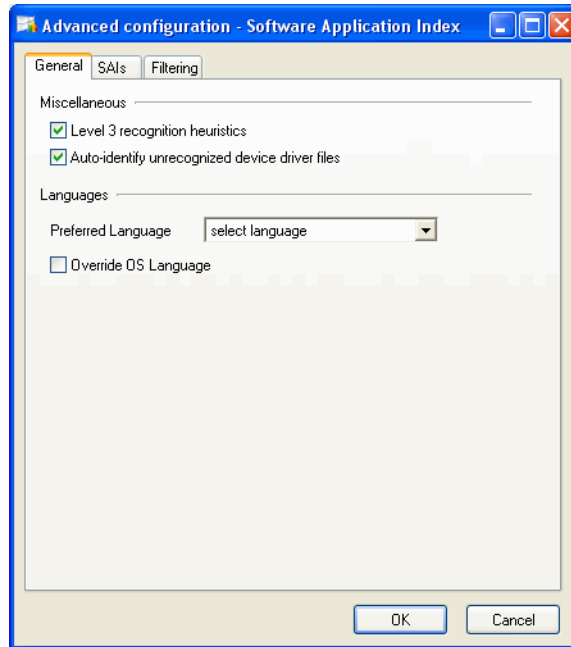 Advanced configuration - Software Application Index
General SAIs Filtering
Miscellaneous
Level 3 recognition heuristics
Auto-identify unrecognized device driver files
Languages
Preferred Language select language
Override OS Language
OK Cancel